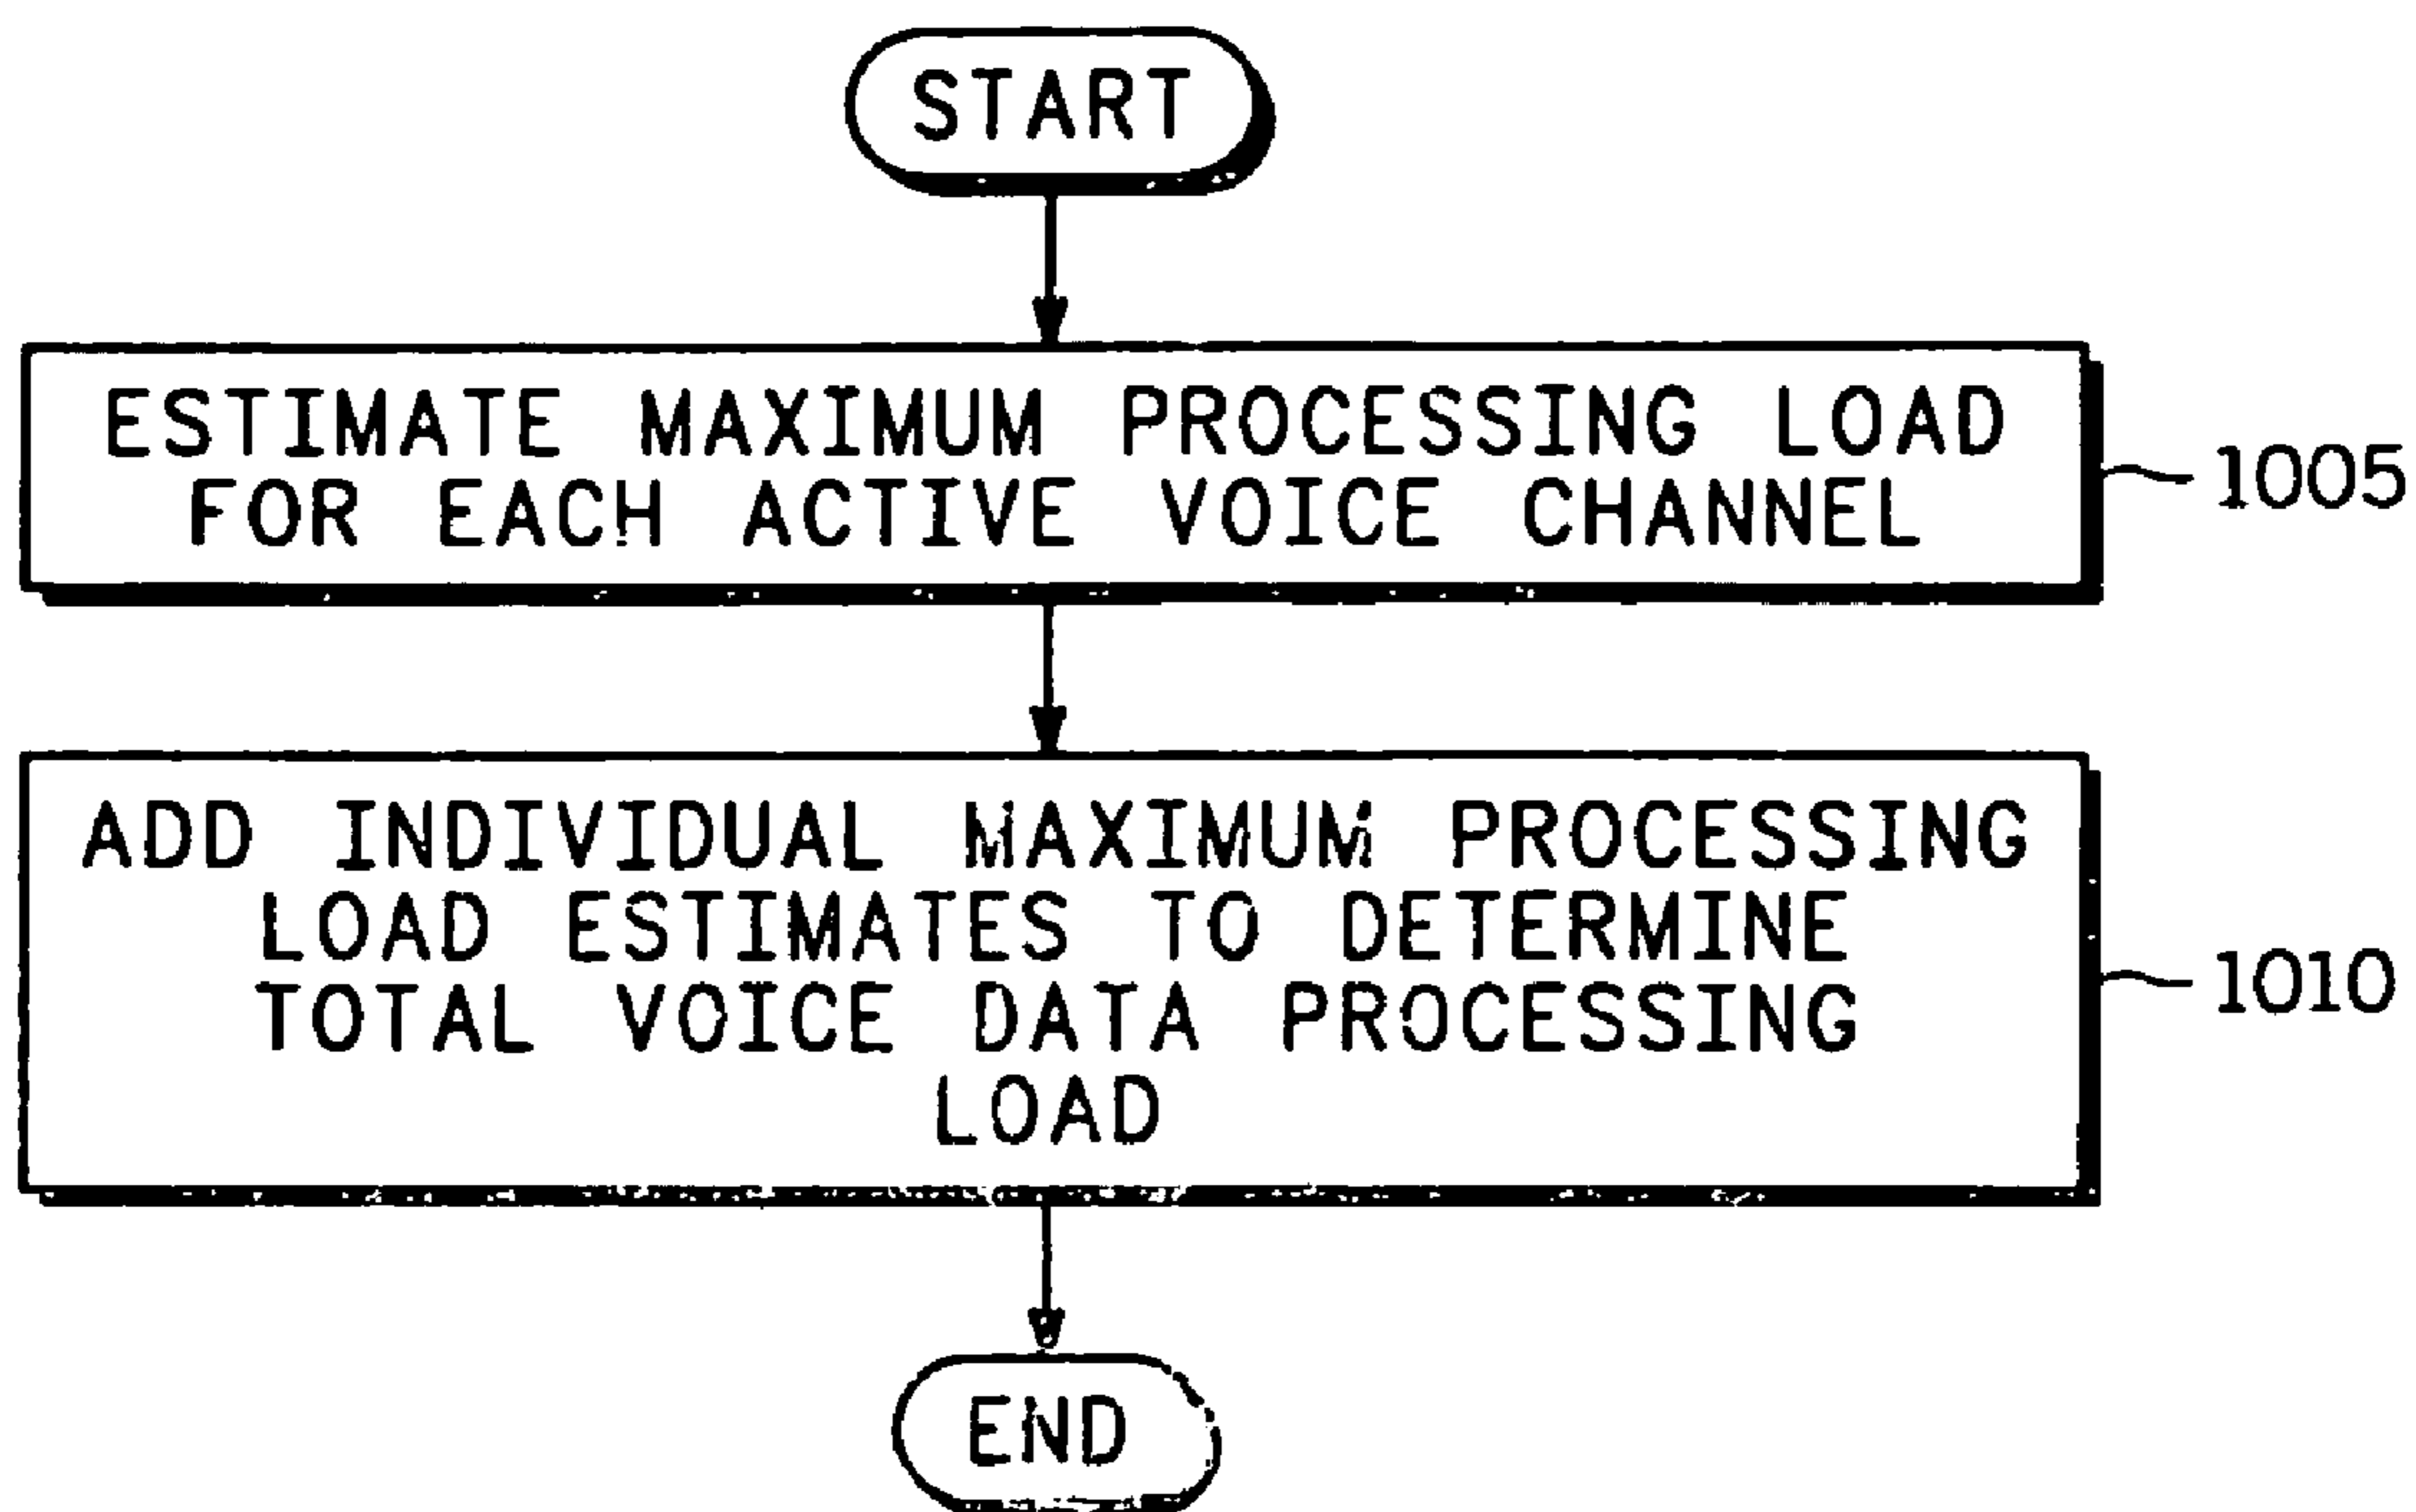 START
ESTIMATE MAXIMUM PROCESSING LOAD
FOR EACH ACTIVE VOICE CHANNEL
1005
ADD INDIVIDUAL MAXIMUM PROCESSING
LOAD ESTIMATES TO DETERMINE
TOTAL VOICE DATA PROCESSING
LOAD
1010
END